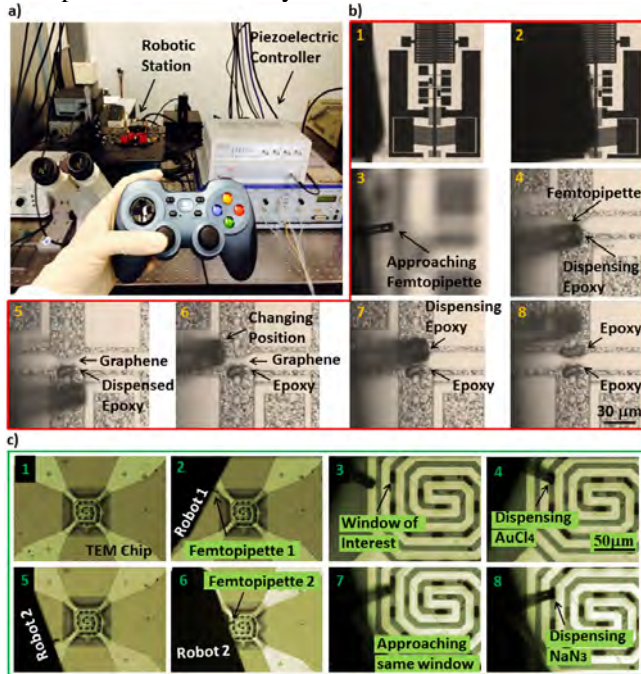 a)
Robotic
Station
Piezoelectric
Controller
b)
1
2
3
Approaching
Femtopipette
4
Femtopipette
Dispensing
Epoxy
5
Graphene
Dispensed
Epoxy
6
Changing
Position
Graphene
Epoxy
7
Dispensing
Epoxy
Epoxy
8
Epoxy
Epoxy
30 µm
c)
1
TEM Chip
2
Robot 1
Femtopipette 1
3
Window of
Interest
4
Dispensing
AuCl4
50µm
5
Robot 2
6
Femtopipette 2
Robot 2
7
Approaching
same window
8
Dispensing
NaN3